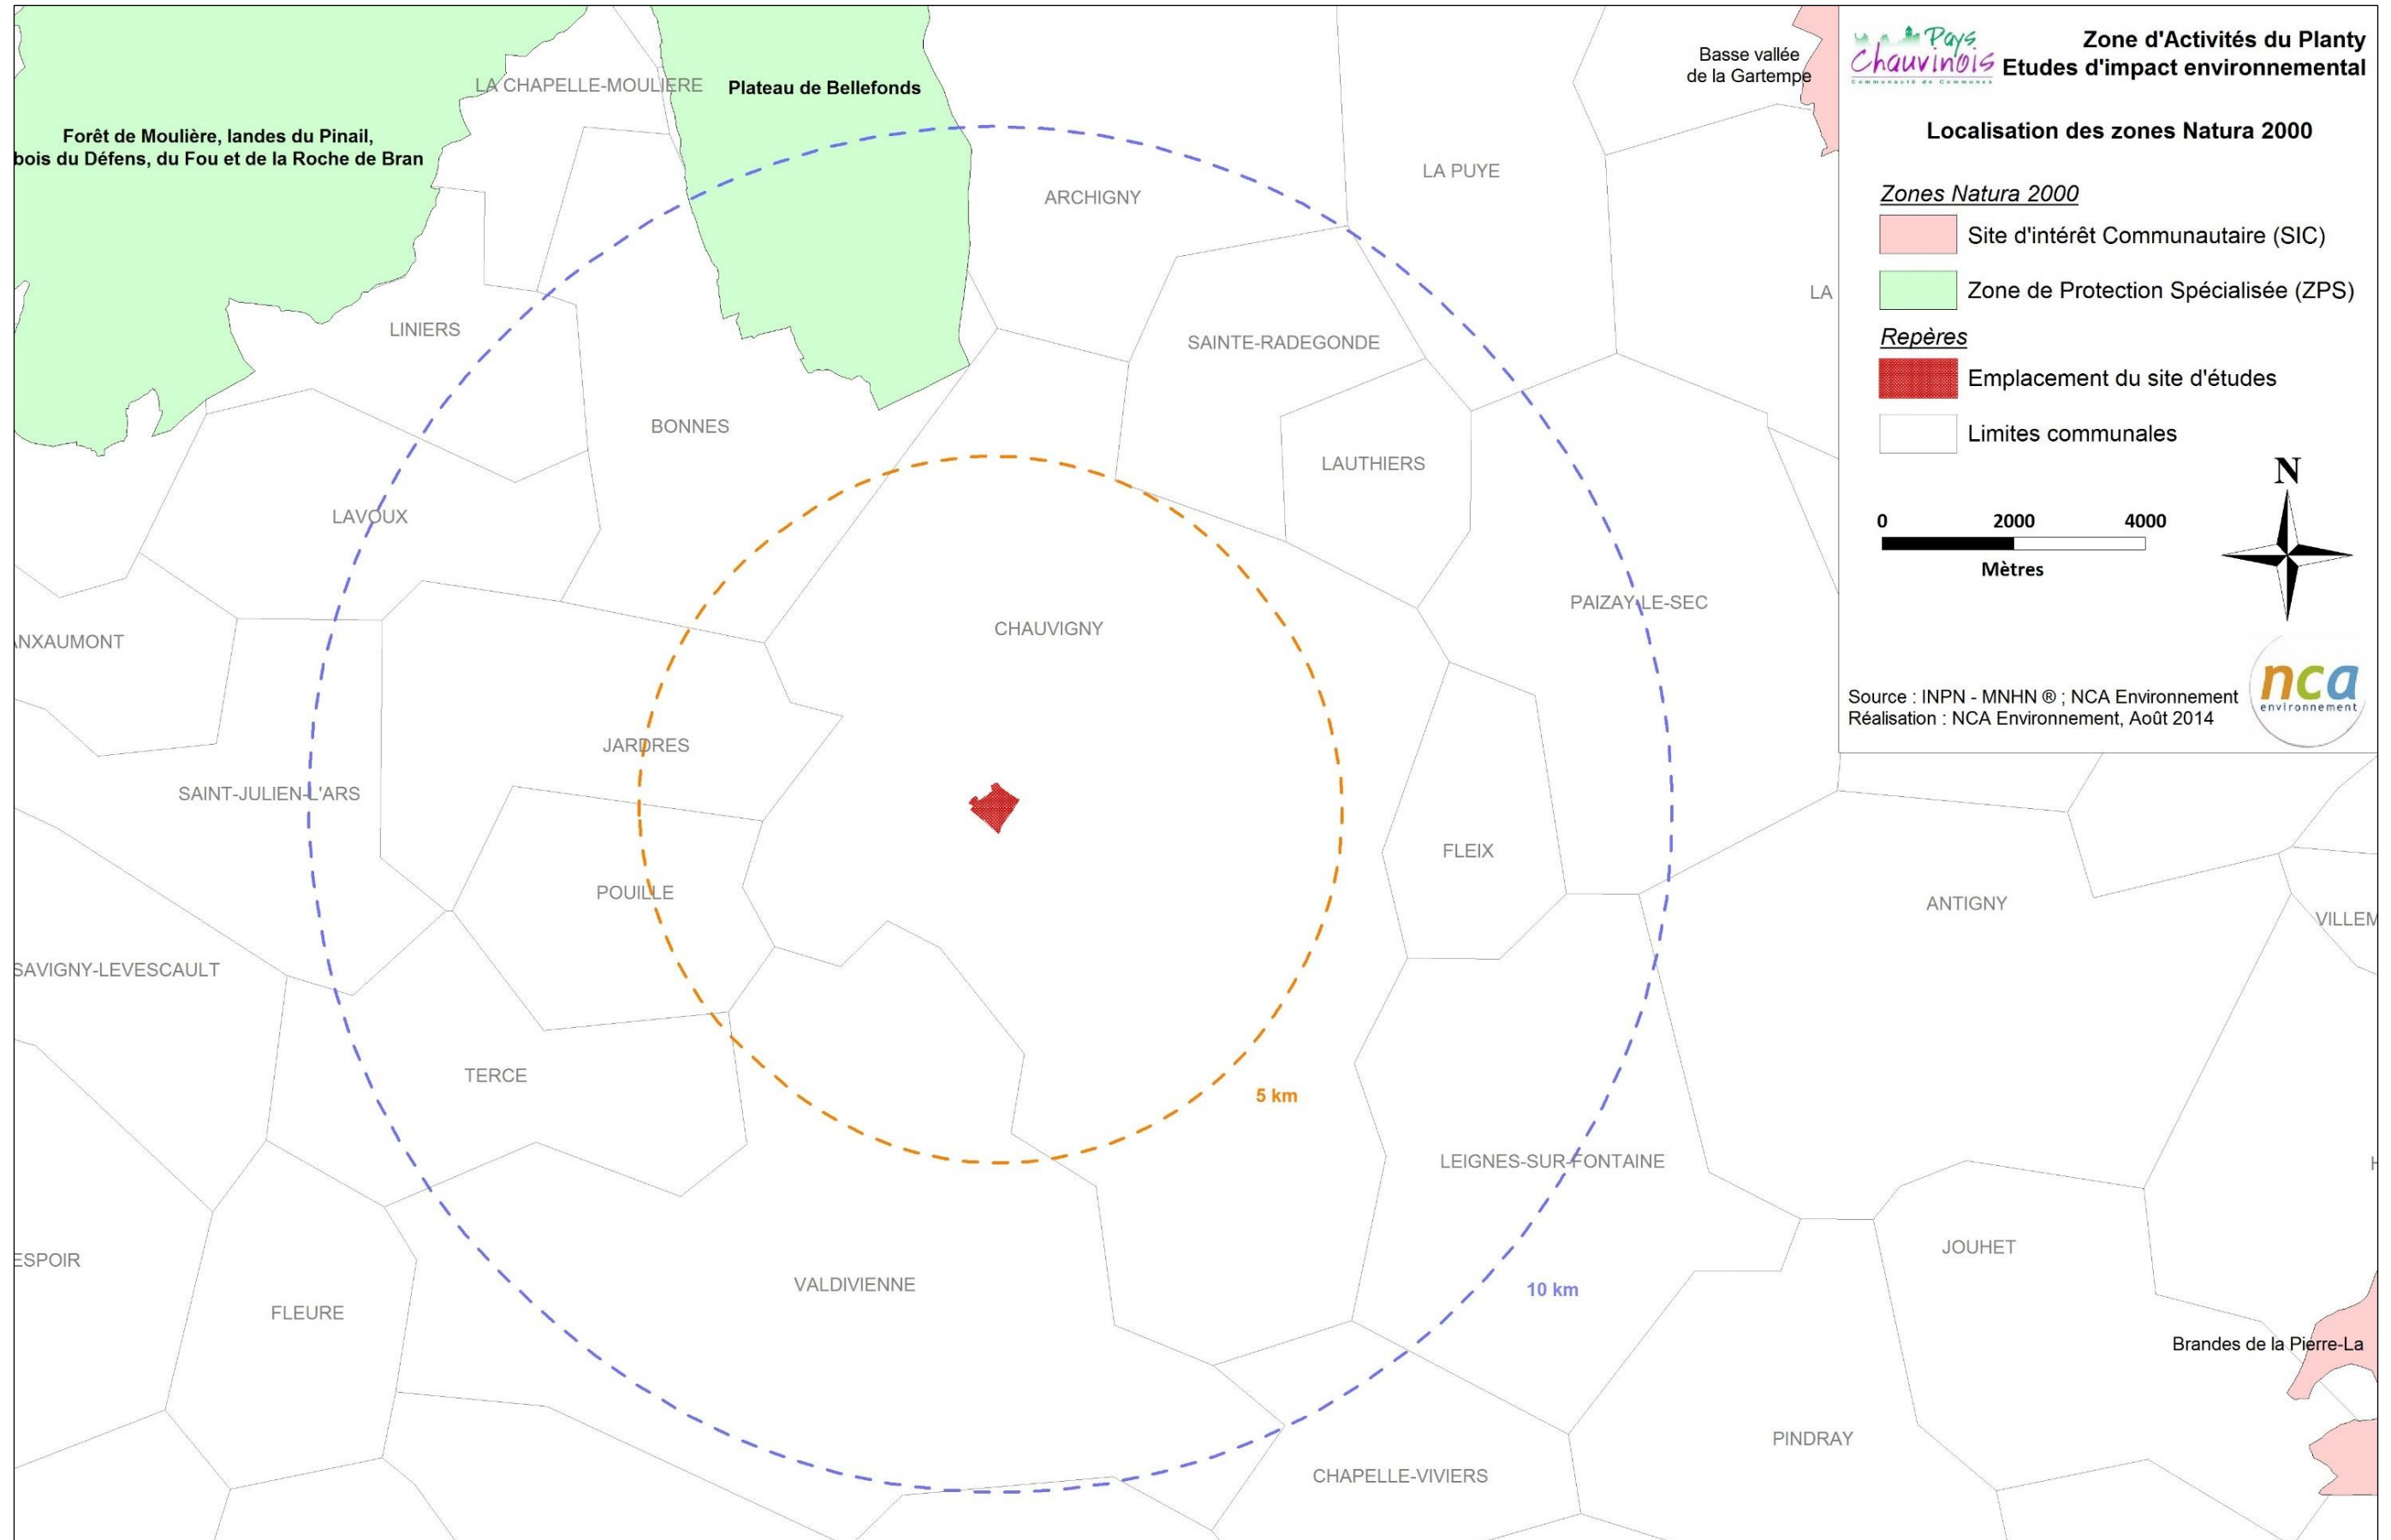 Pays
Chauvinois
Communauté de Communes
Zone d'Activités du Planty
Etudes d'impact environnemental
Localisation des zones Natura 2000
Zones Natura 2000
Site d'intérêt Communautaire (SIC)
Zone de Protection Spécialisée (ZPS)
Repères
Emplacement du site d'études
Limites communales
N
0 2000 4000
Mètres
Source : INPN - MNHN ® ; NCA Environnement
Réalisation : NCA Environnement, Août 2014
nca
environnement
Basse vallée
de la Gartempe
LA CHAPELLE-MOULIERE
Plateau de Bellefonds
Forêt de Moulière, landes du Pinail,
bois du Défens, du Fou et de la Roche de Bran
LA PUYE
ARCHIGNY
LA
LINIERS
SAINTE-RADEGONDE
BONNES
LAUTHIERS
LAVOUX
PAIZAY-LE-SEC
CHAUVIGNY
ANXAUMONT
JARDRES
SAINT-JULIEN-L'ARS
FLEIX
POUILLE
ANTIGNY
VILLEM
SAVIGNY-LEVESCAULT
TERCE
5 km
LEIGNES-SUR-FONTAINE
H
JOUHET
ESPOIR
VALDIVIENNE
10 km
FLEURE
Brandes de la Pierre-La
PINDRAY
CHAPELLE-VIVIERS